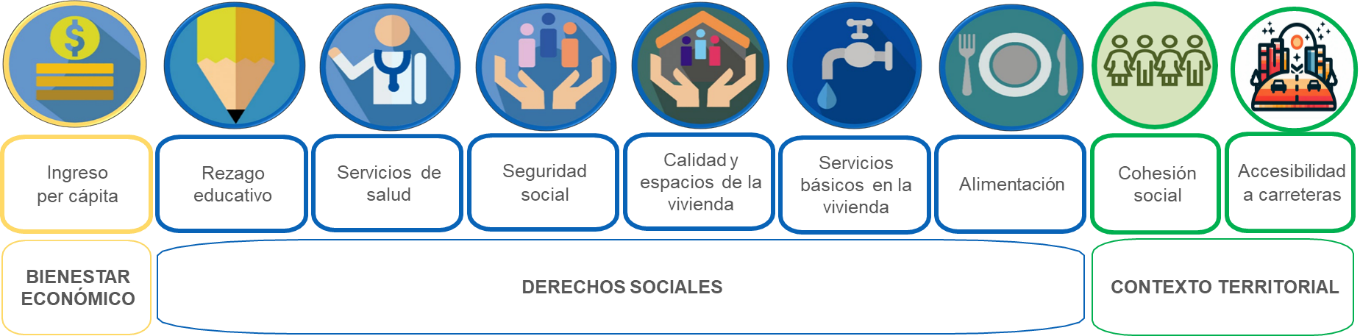 $
Ingreso
per cápita
Rezago
educativo
Servicios de
salud
Seguridad
social
Calidad y
espacios de la
vivienda
Servicios
básicos en la
vivienda
Alimentación
Cohesión
social
Accesibilidad
a carreteras
BIENESTAR
ECONÓMICO
DERECHOS SOCIALES
CONTEXTO TERRITORIAL